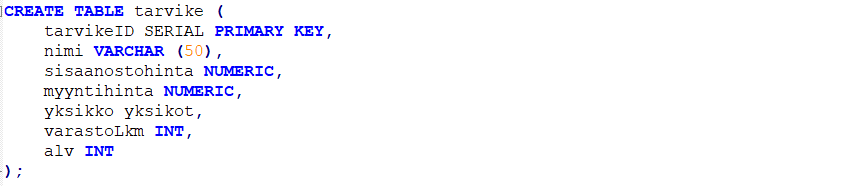 CREATE TABLE tarvike (
tarvikeID SERIAL PRIMARY KEY,
nimi VARCHAR (50),
sisaanostohinta NUMERIC,
myyntihinta NUMERIC,
yksikko yksikot,
varastoLkm INT,
alv INT
);